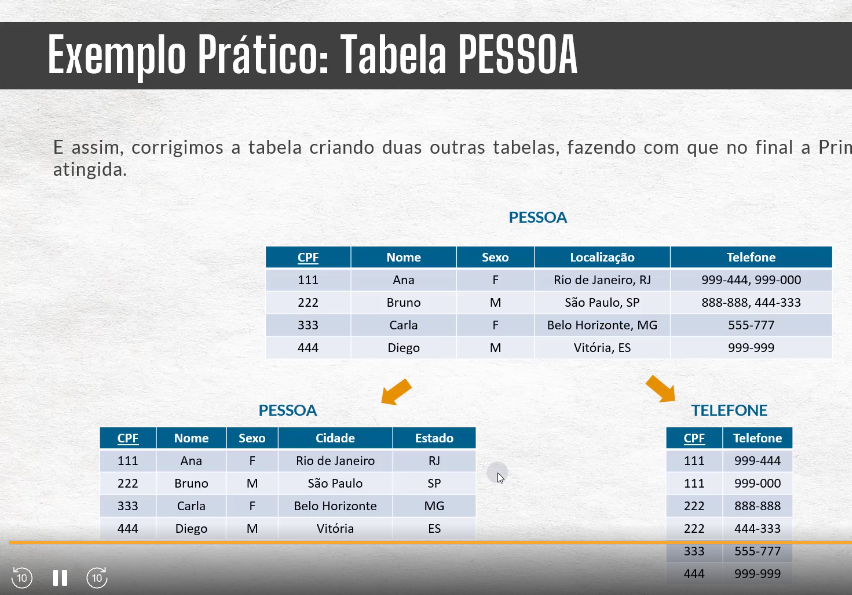 Exemplo Prático: Tabela PESSOA
E assim, corrigimos a tabela criando duas outras tabelas, fazendo com que no final a Prim
atingida.
PESSOA
CPF Nome Sexo Localização Telefone
111 Ana F Rio de Janeiro, RJ 999-444, 999-000
222 Bruno M São Paulo, SP 888-888, 444-333
333 Carla F Belo Horizonte, MG 555-777
444 Diego M Vitória, ES 999-999
PESSOA
CPF Nome Sexo Cidade Estado
111 Ana F Rio de Janeiro RJ
222 Bruno M São Paulo SP
333 Carla F Belo Horizonte MG
444 Diego M Vitória ES
TELEFONE
CPF Telefone
111 999-444
111 999-000
222 888-888
222 444-333
333 555-777
444 999-999
10 10